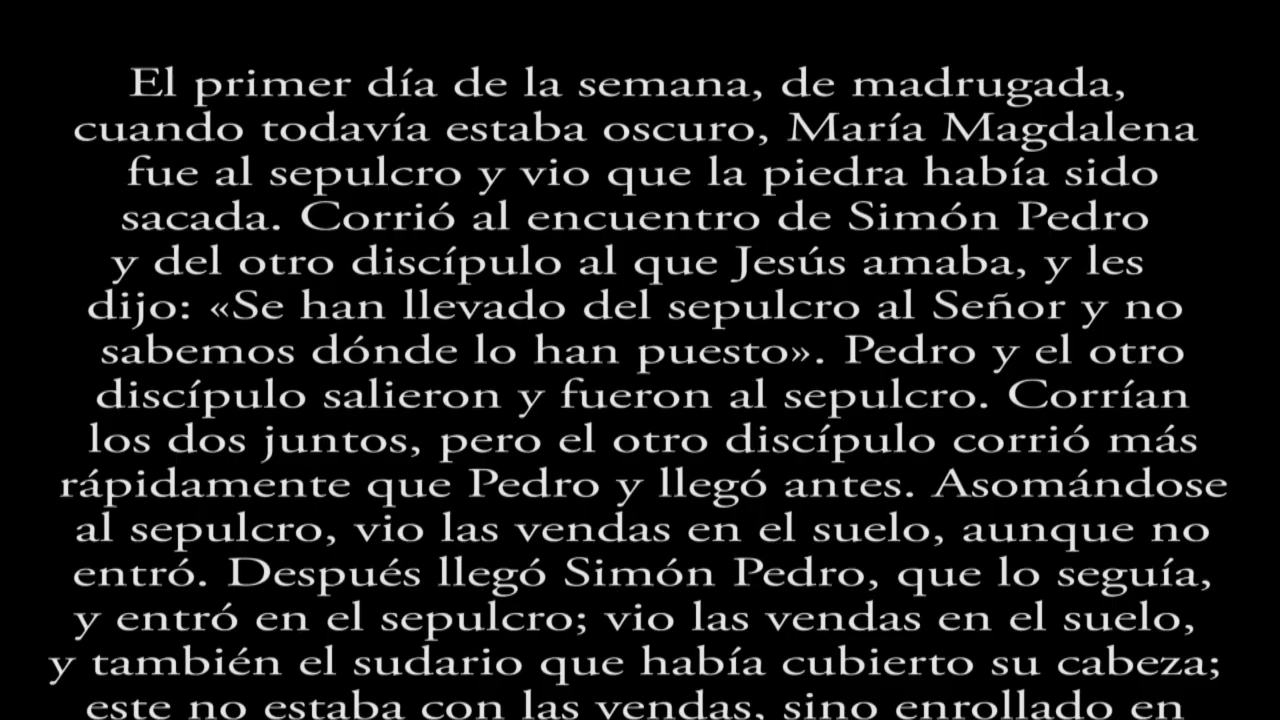 El primer día de la semana, de madrugada,
cuando todavía estaba oscuro, María Magdalena
fue al sepulcro y vio que la piedra había sido
sacada. Corrió al encuentro de Simón Pedro
y del otro discípulo al que Jesús amaba, y les
dijo: «Se han llevado del sepulcro al Señor y no
sabemos dónde lo han puesto». Pedro y el otro
discípulo salieron y fueron al sepulcro. Corrían
los dos juntos, pero el otro discípulo corrió más
rápidamente que Pedro y llegó antes. Asomándose
al sepulcro, vio las vendas en el suelo, aunque no
entró. Después llegó Simón Pedro, que lo seguía,
y entró en el sepulcro; vio las vendas en el suelo,
y también el sudario que había cubierto su cabeza;
este no estaba con las vendas, sino enrollado en